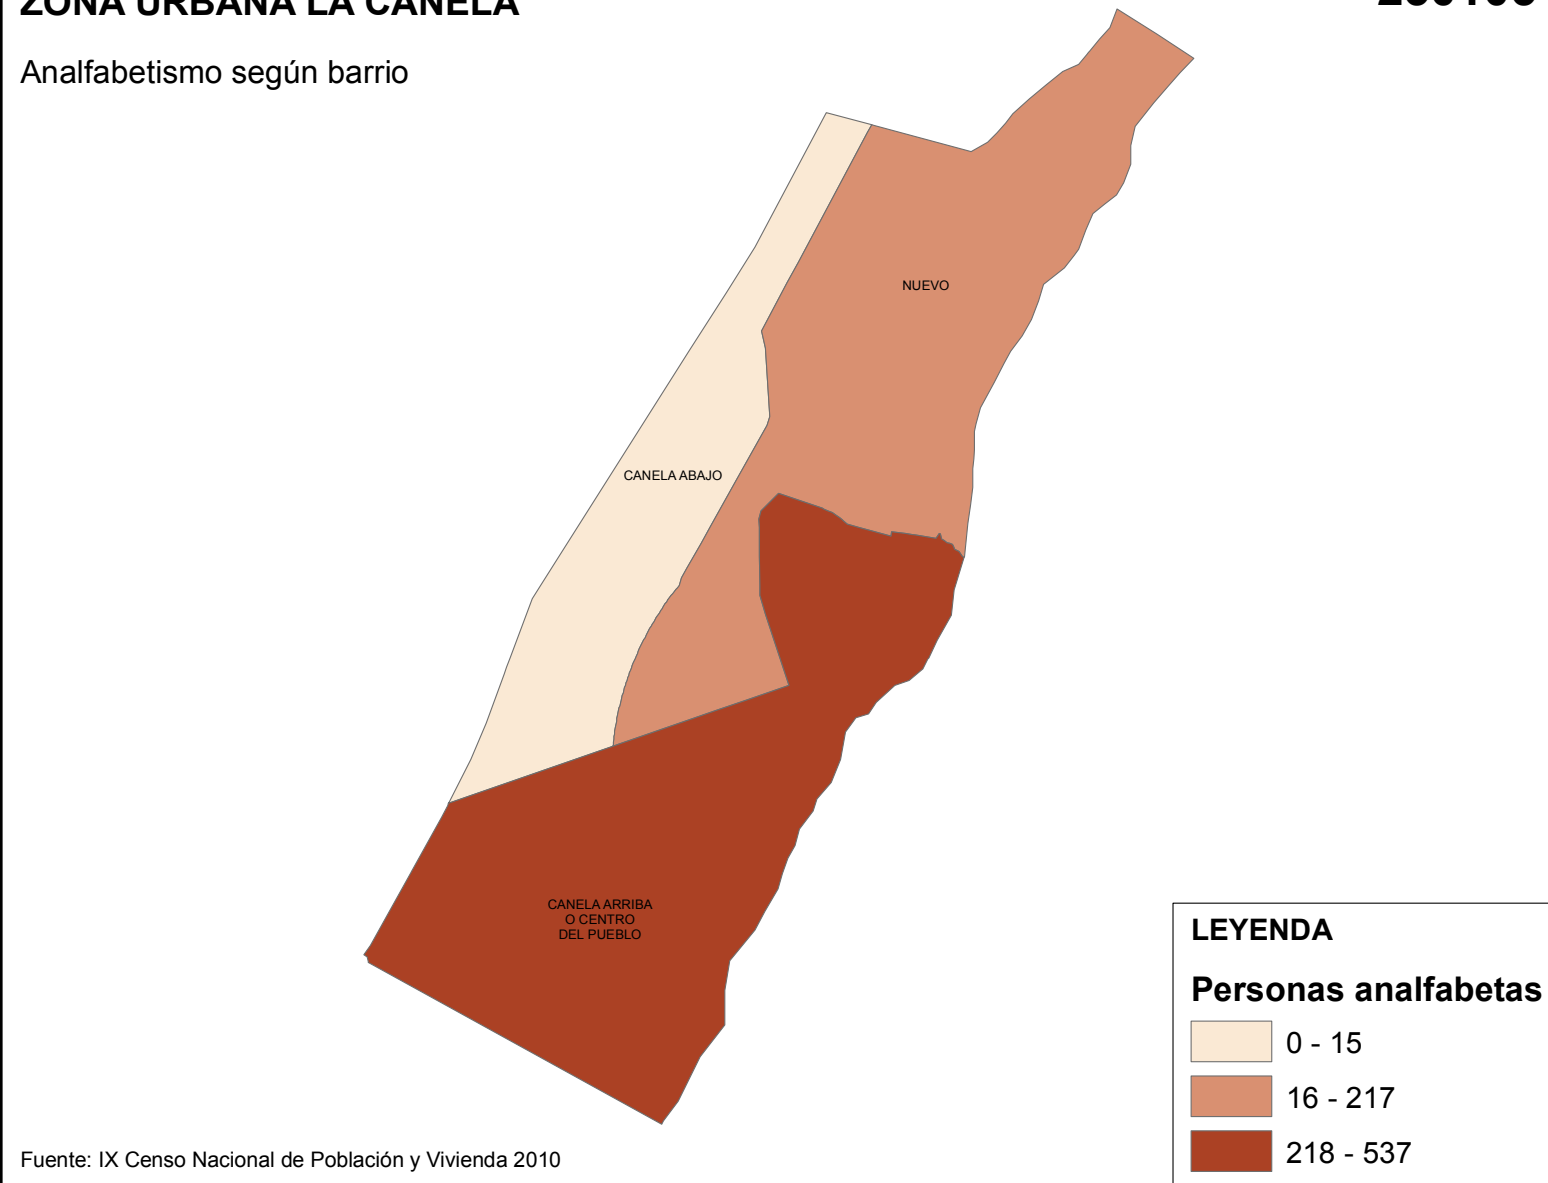 ZONA URBANA LA CANELA
Analfabetismo según barrio
NUEVO
CANELA ABAJO
CANELA ARRIBA
O CENTRO
DEL PUEBLO
LEYENDA
Personas analfabetas
0 - 15
16 - 217
218 - 537
Fuente: IX Censo Nacional de Población y Vivienda 2010